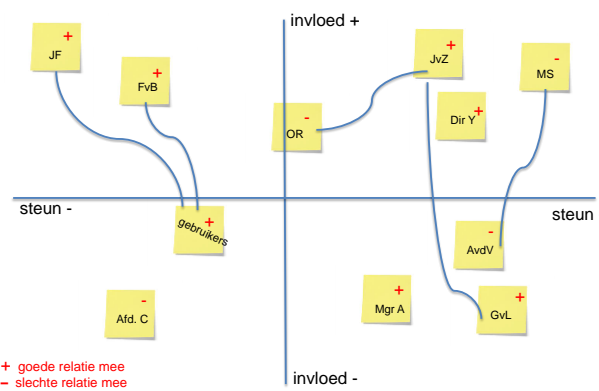 invloed +
+
JF
+
FvB
+
JvZ
-
MS
-
OR
+
Dir Y
steun -
steun
+
gebruikers
-
AvdV
-
Afd. C
+
Mgr A
+
GvL
+ goede relatie mee
- slechte relatie mee
invloed -